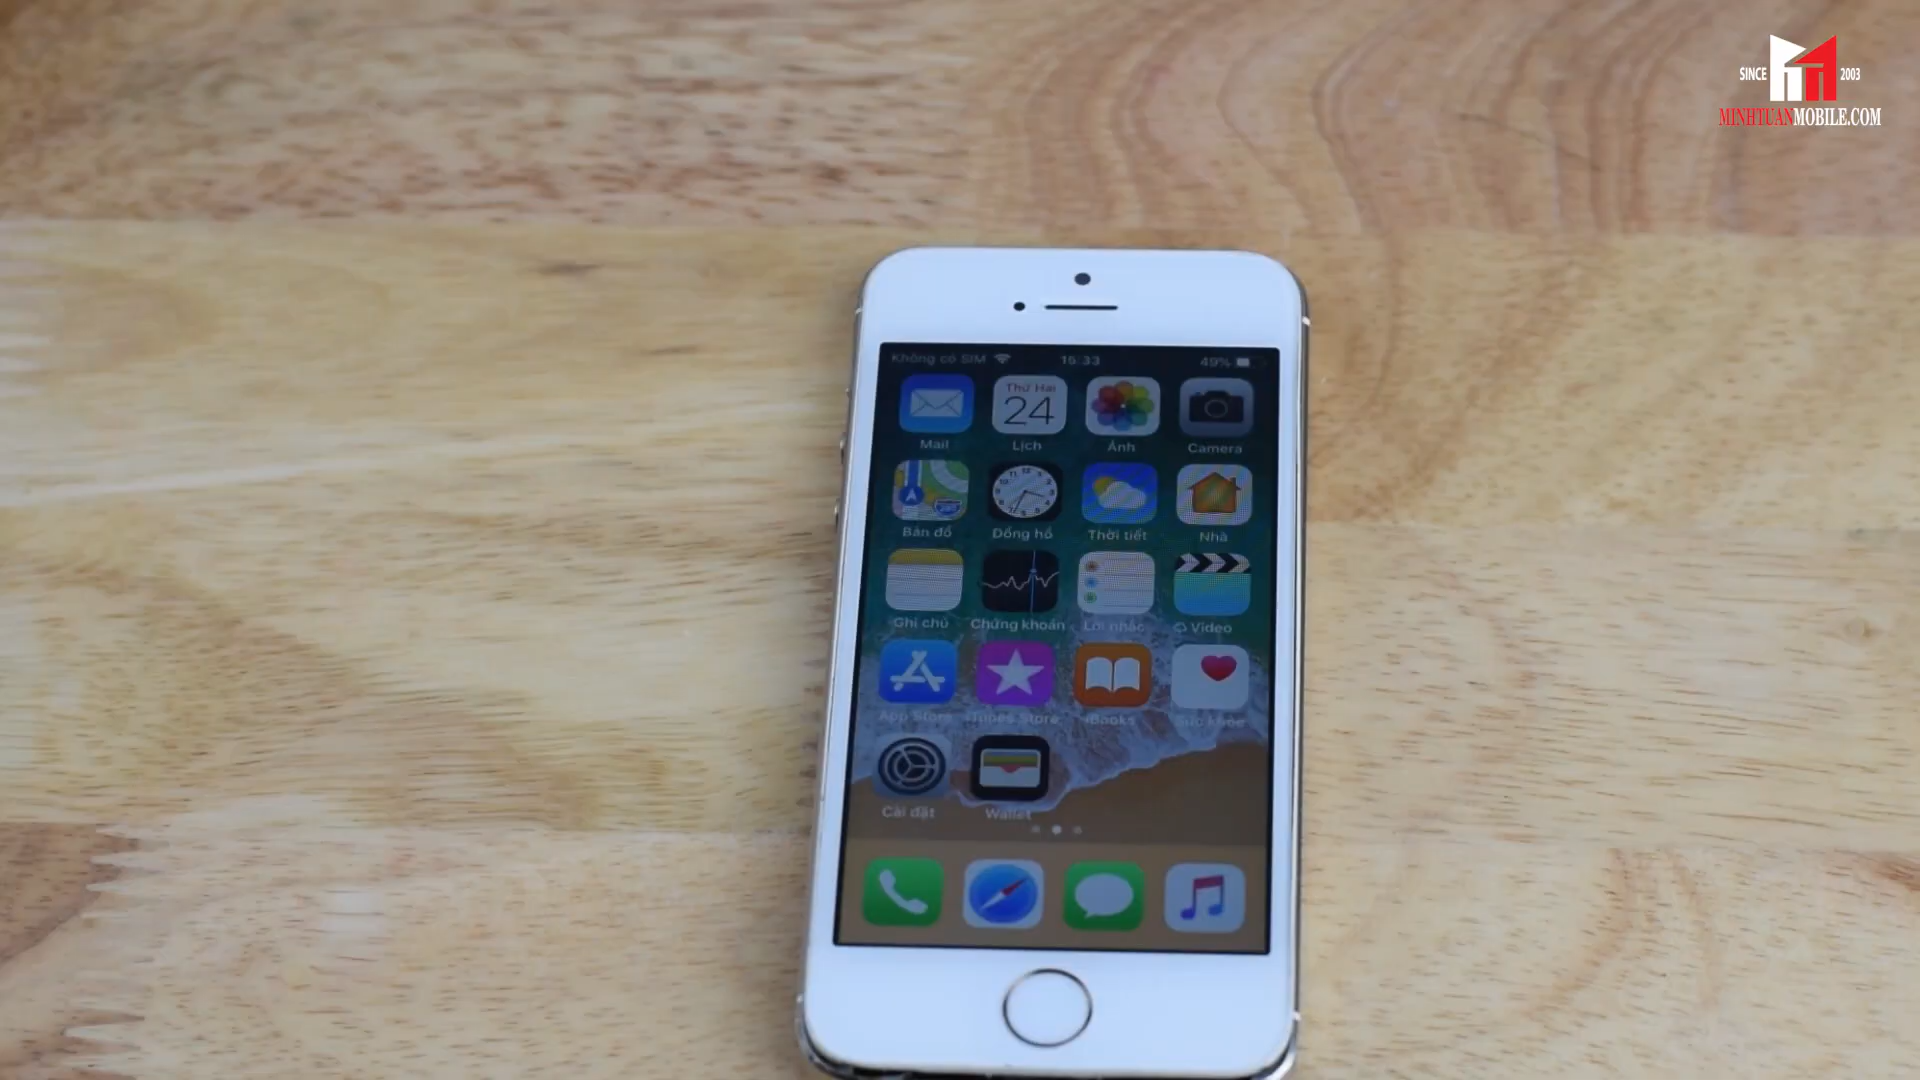 SINCE 2003
MINHTUANMOBILE.COM
Không có SIM 15:33 49%
Thứ Hai
24
Mail Lịch Ảnh Camera
Bản đồ Đồng hồ Thời tiết Nhà
Ghi chú Chứng khoán Lời nhắc Video
App Store iTunes Store iBooks Sức khỏe
Cài đặt Wallet